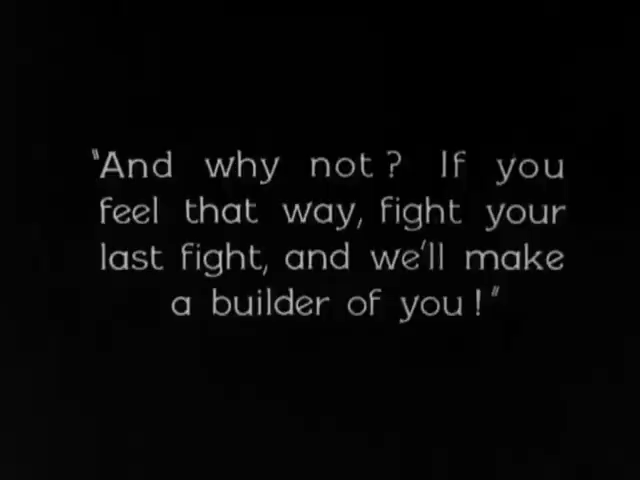 "And why not? If you
feel that way, fight your
last fight, and we'll make
a builder of you!"